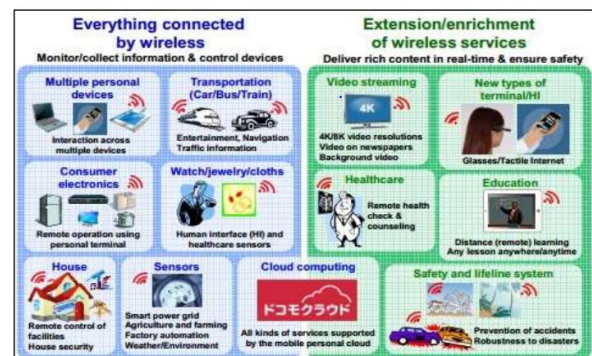 Everything connected
by wireless
Monitor/collect information & control devices
Multiple personal
devices
Interaction across
multiple devices
Transportation
(Car/Bus/Train)
Entertainment, Navigation
Traffic information
Consumer
electronics
Remote operation using
personal terminal
Watch/jewelry/cloths
Human interface (HI) and
healthcare sensors
House
Remote control of
facilities
House security
Sensors
Smart power grid
Agriculture and farming
Factory automation
Weather/Environment
Cloud computing
ドコモクラウド
All kinds of services supported
by the mobile personal cloud
Extension/enrichment
of wireless services
Deliver rich content in real-time & ensure safety
Video streaming
4K
4K/8K video resolutions
Video on newspapers
Background video
New types of
terminal/HI
Glasses/Tactile Internet
Healthcare
Remote health
check &
counseling
Education
Distance (remote) learning
Any lesson anywhere/anytime
Safety and lifeline system
Prevention of accidents
Robustness to disasters